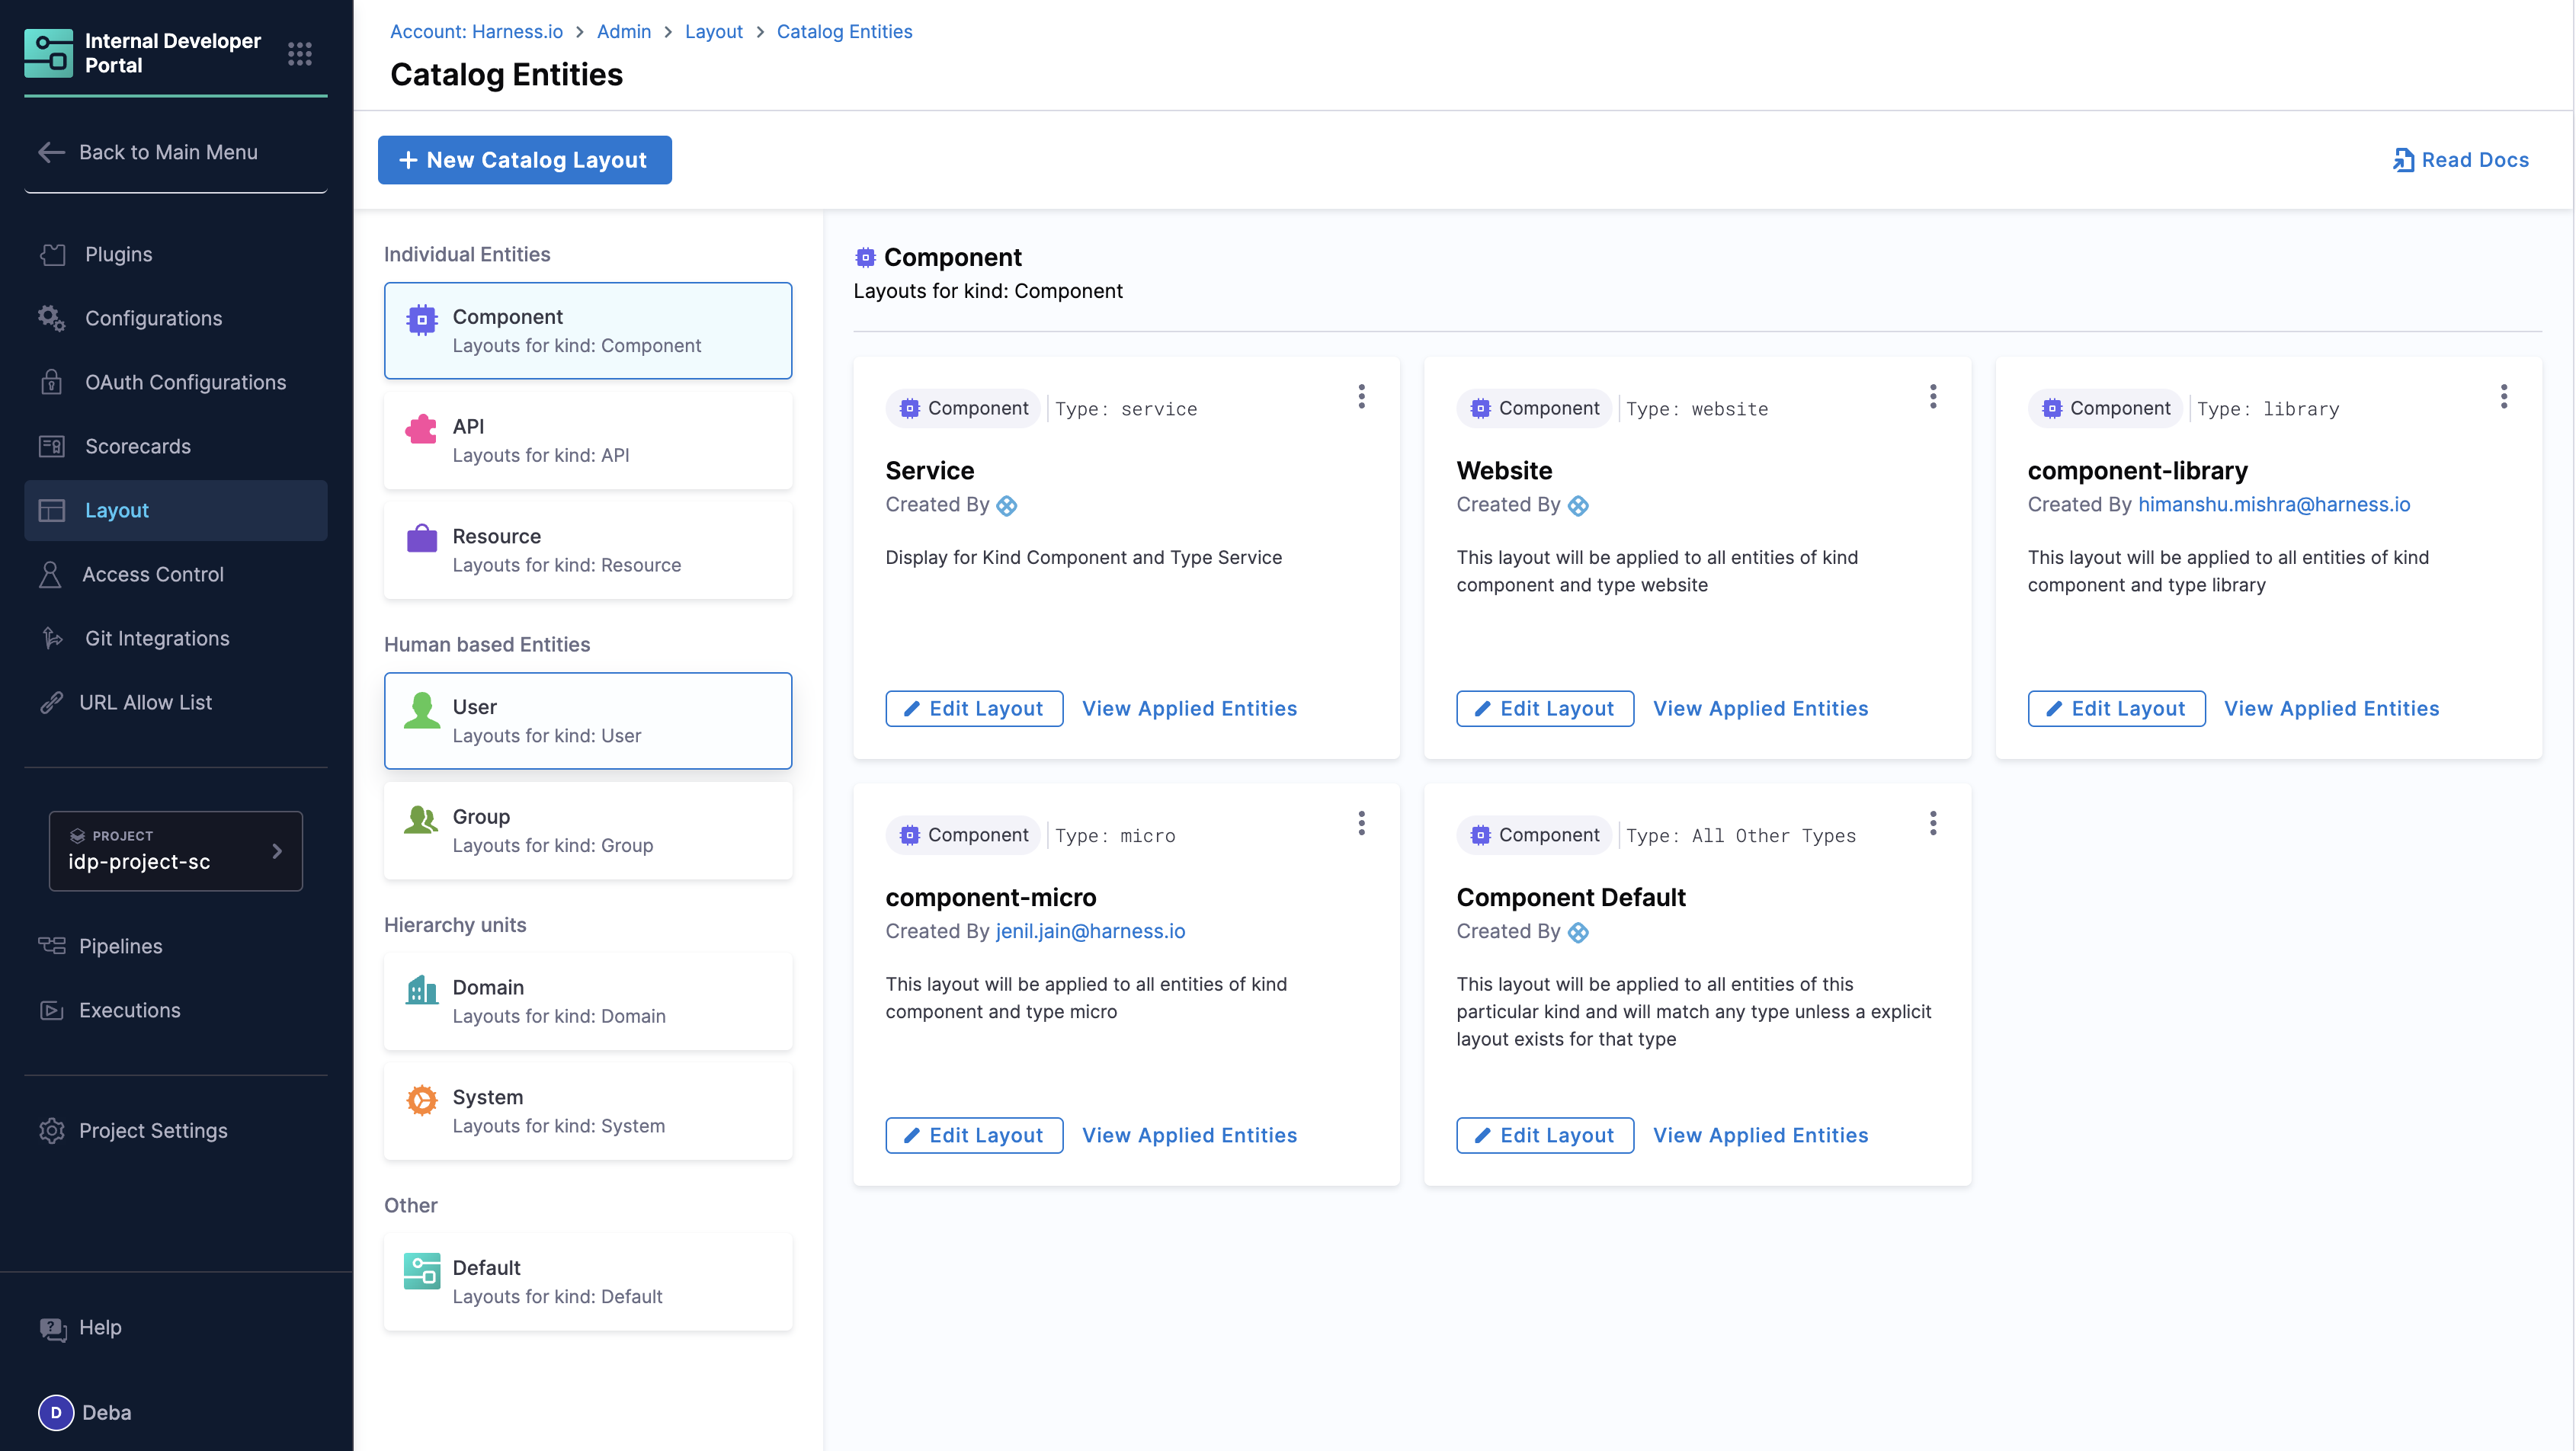 Internal Developer
Portal
Back to Main Menu
Plugins
Configurations
OAuth Configurations
Scorecards
Layout
Access Control
Git Integrations
URL Allow List
PROJECT
idp-project-sc
Pipelines
Executions
Project Settings
Help
D Deba
Account: Harness.io > Admin > Layout > Catalog Entities
Catalog Entities
+ New Catalog Layout
Read Docs
Individual Entities
Component
Layouts for kind: Component
API
Layouts for kind: API
Resource
Layouts for kind: Resource
Human based Entities
User
Layouts for kind: User
Group
Layouts for kind: Group
Hierarchy units
Domain
Layouts for kind: Domain
System
Layouts for kind: System
Other
Default
Layouts for kind: Default
Component
Layouts for kind: Component
Component Type: service
Service
Created By
Display for Kind Component and Type Service
Edit Layout View Applied Entities
Component Type: website
Website
Created By
This layout will be applied to all entities of kind
component and type website
Edit Layout View Applied Entities
Component Type: library
component-library
Created By himanshu.mishra@harness.io
This layout will be applied to all entities of kind
component and type library
Edit Layout View Applied Entities
Component Type: micro
component-micro
Created By jenil.jain@harness.io
This layout will be applied to all entities of kind
component and type micro
Edit Layout View Applied Entities
Component Type: All Other Types
Component Default
Created By
This layout will be applied to all entities of this
particular kind and will match any type unless a explicit
layout exists for that type
Edit Layout View Applied Entities